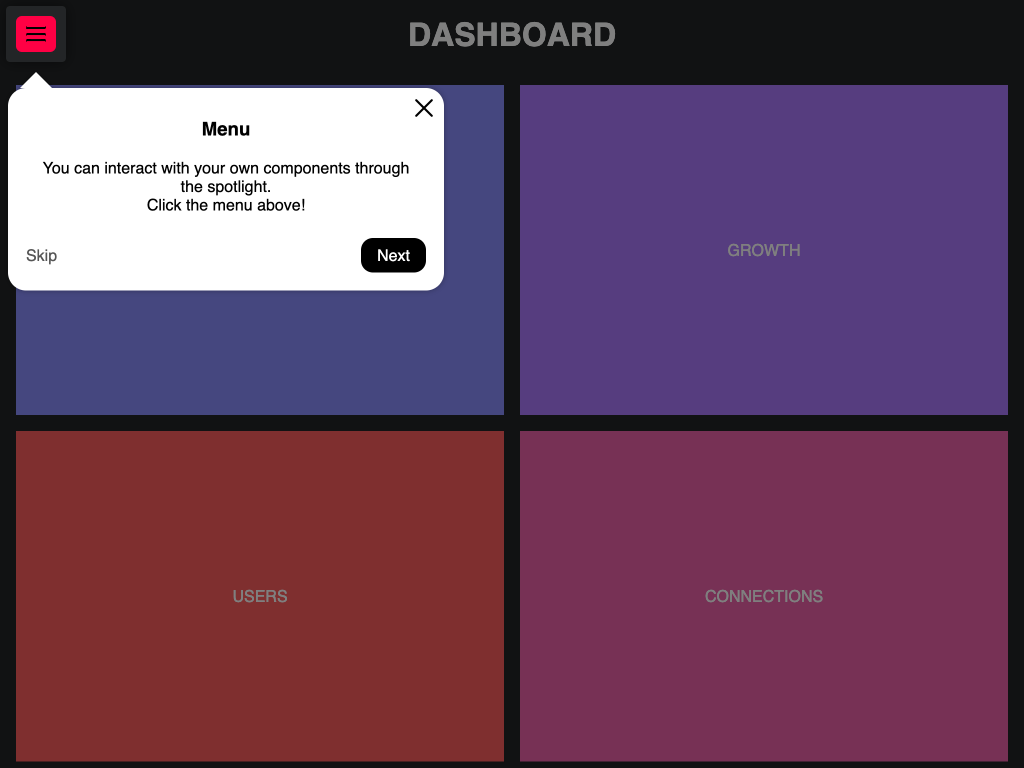 DASHBOARD
Menu
You can interact with your own components through
the spotlight.
Click the menu above!
Skip
Next
GROWTH
USERS
CONNECTIONS